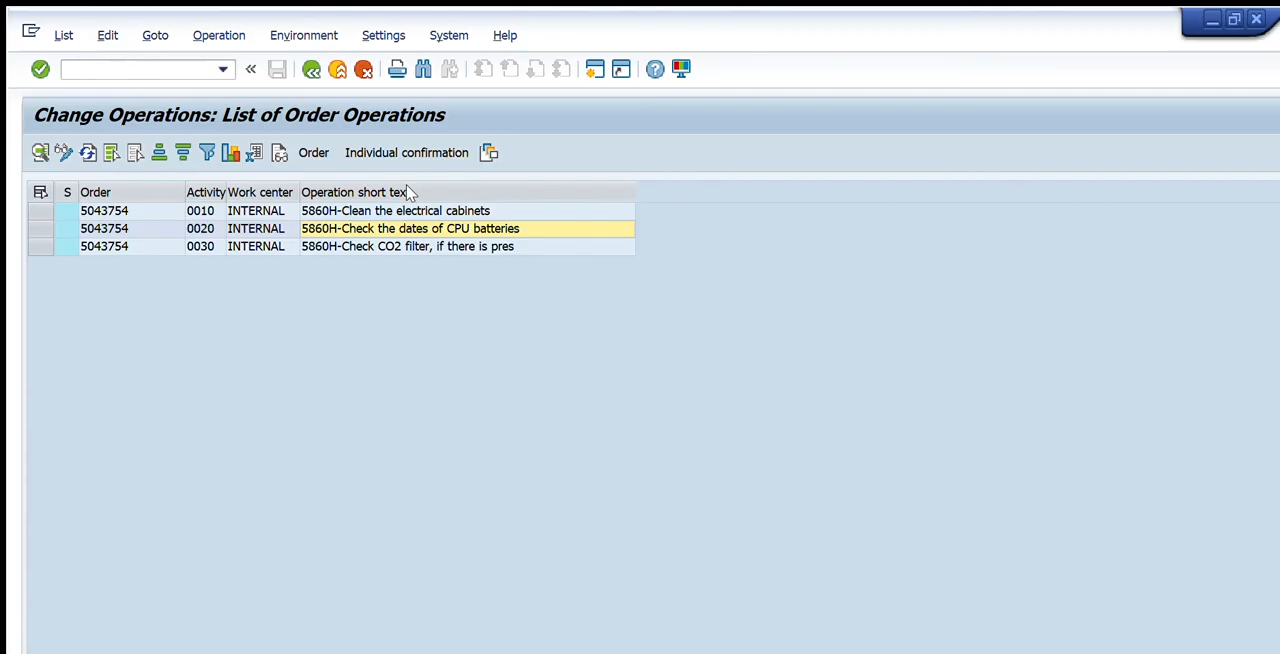 List Edit Goto Operation Environment Settings System Help
Change Operations: List of Order Operations
Order Individual confirmation
S Order Activity Work center Operation short tex
5043754 0010 INTERNAL 5860H-Clean the electrical cabinets
5043754 0020 INTERNAL 5860H-Check the dates of CPU batteries
5043754 0030 INTERNAL 5860H-Check CO2 filter, if there is pres